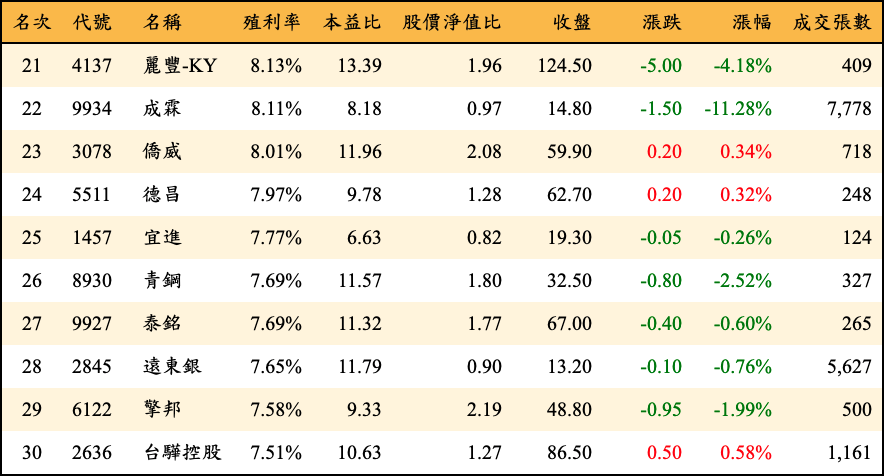 名次 代號 名稱 殖利率 本益比 股價淨值比 收盤 漲跌 漲幅 成交張數
21 4137 麗豐-KY 8.13% 13.39 1.96 124.50 -5.00 -4.18% 409
22 9934 成霖 8.11% 8.18 0.97 14.80 -1.50 -11.28% 7,778
23 3078 僑威 8.01% 11.96 2.08 59.90 0.20 0.34% 718
24 5511 德昌 7.97% 9.78 1.28 62.70 0.20 0.32% 248
25 1457 宜進 7.77% 6.63 0.82 19.30 -0.05 -0.26% 124
26 8930 青鋼 7.69% 11.57 1.80 32.50 -0.80 -2.52% 327
27 9927 泰銘 7.69% 11.32 1.77 67.00 -0.40 -0.60% 265
28 2845 遠東銀 7.65% 11.79 0.90 13.20 -0.10 -0.76% 5,627
29 6122 擎邦 7.58% 9.33 2.19 48.80 -0.95 -1.99% 500
30 2636 台驊控股 7.51% 10.63 1.27 86.50 0.50 0.58% 1,161